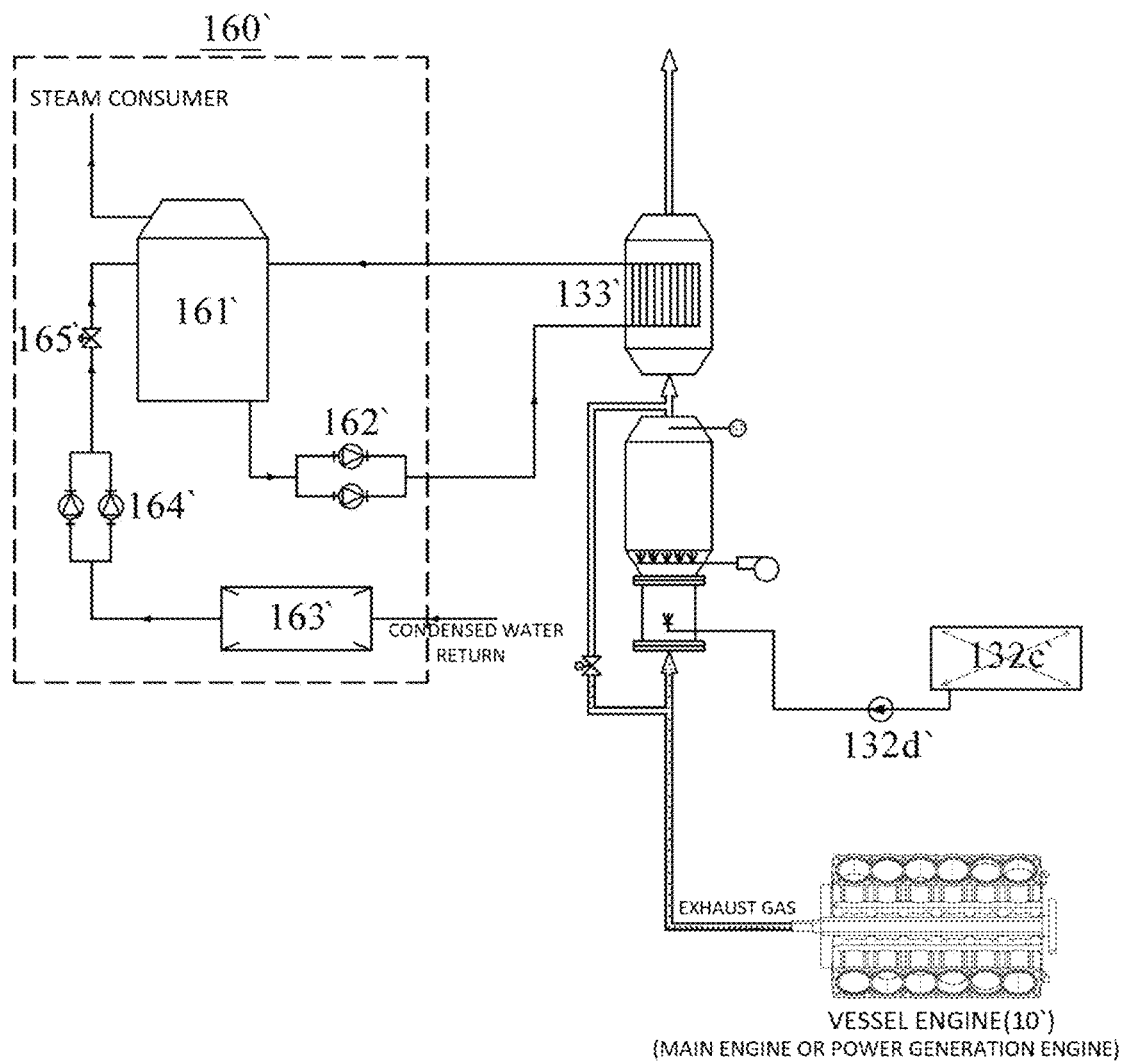 160`
STEAM CONSUMER
161`
133`
165`
162`
164`
163`
CONDENSED WATER
RETURN
132c`
132d`
EXHAUST GAS
VESSEL ENGINE(10`)
(MAIN ENGINE OR POWER GENERATION ENGINE)